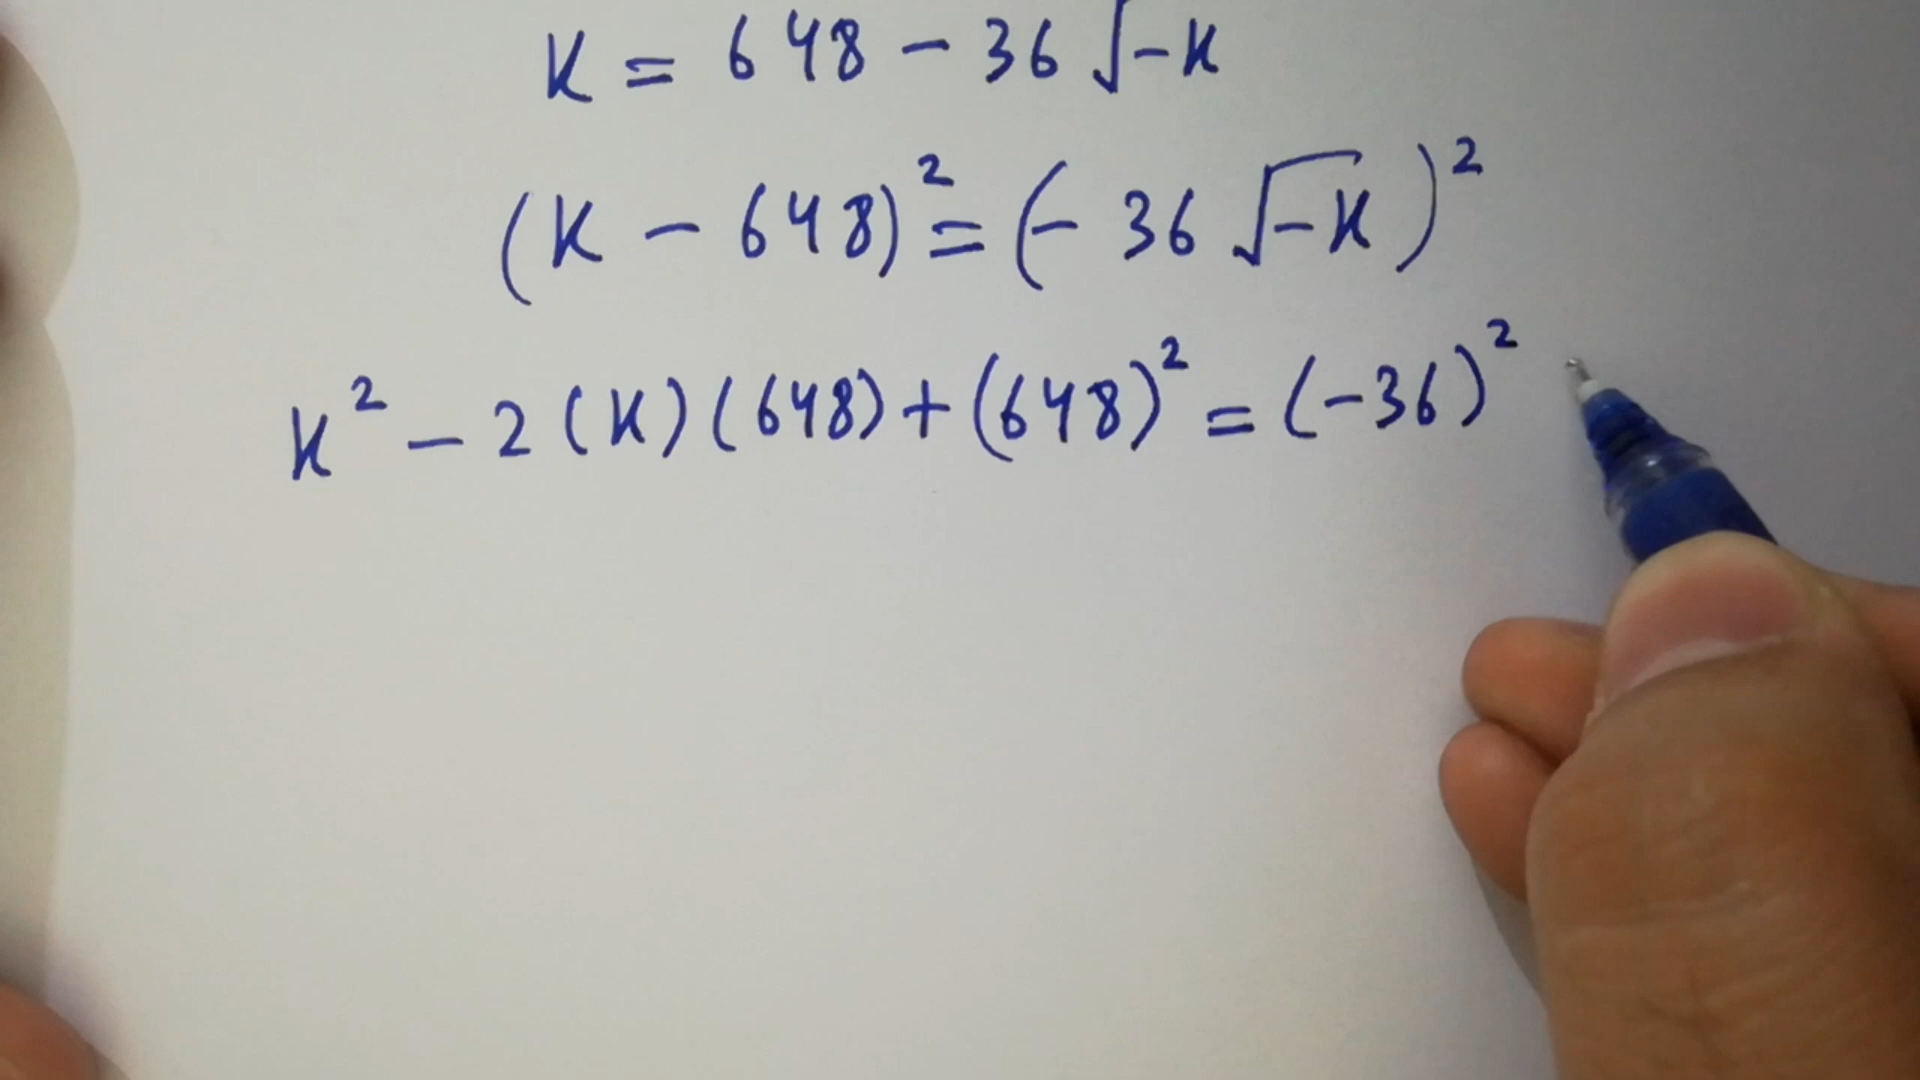 K = 648 - 36 √-K
(K - 648)² = (- 36 √-K)²
K² - 2 (K) (648) + (648)² = (-36)²